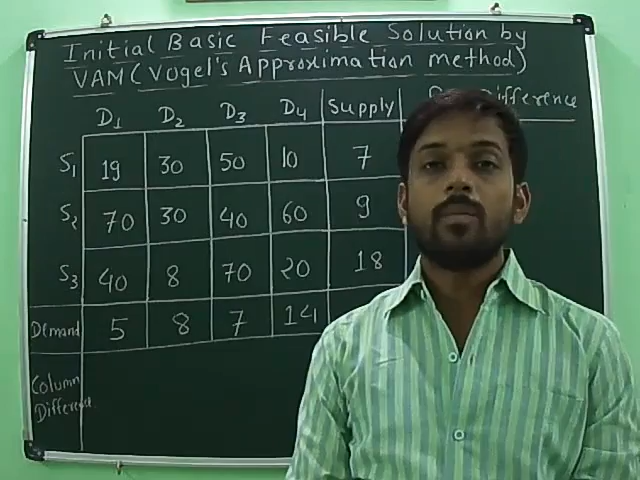 Initial Basic Feasible Solution by
VAM (Vogel's Approximation method)
D1 D2 D3 D4 Supply Difference
S1 19 30 50 10 7
S2 70 30 40 60 9
S3 40 8 70 20 18
Demand 5 8 7 14
Column
Difference